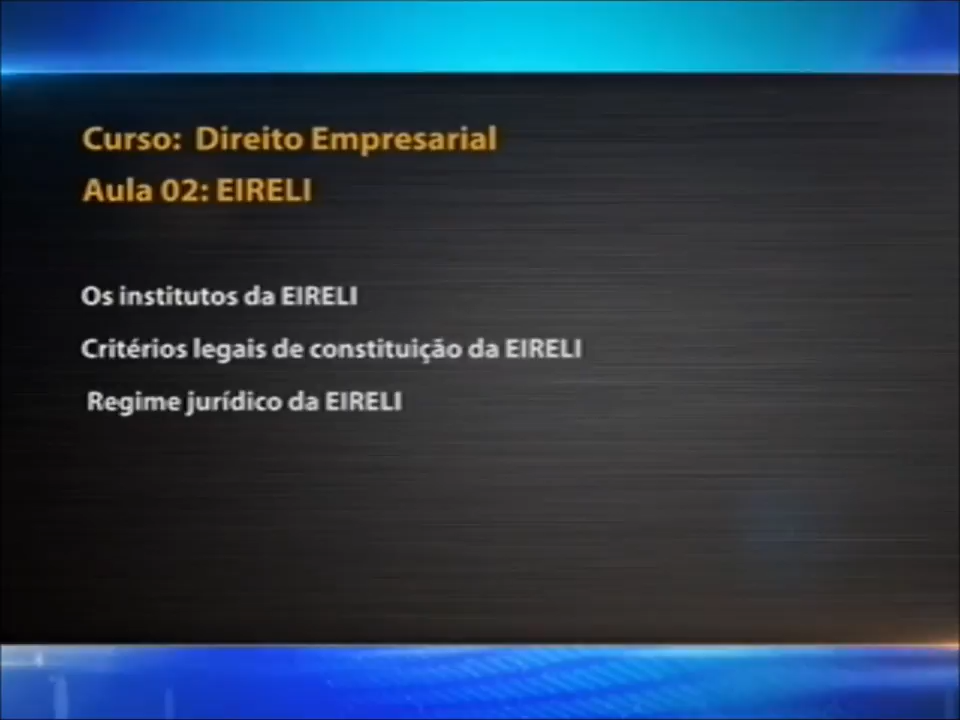 Curso: Direito Empresarial
Aula 02: EIRELI
Os institutos da EIRELI
Critérios legais de constituição da EIRELI
Regime jurídico da EIRELI